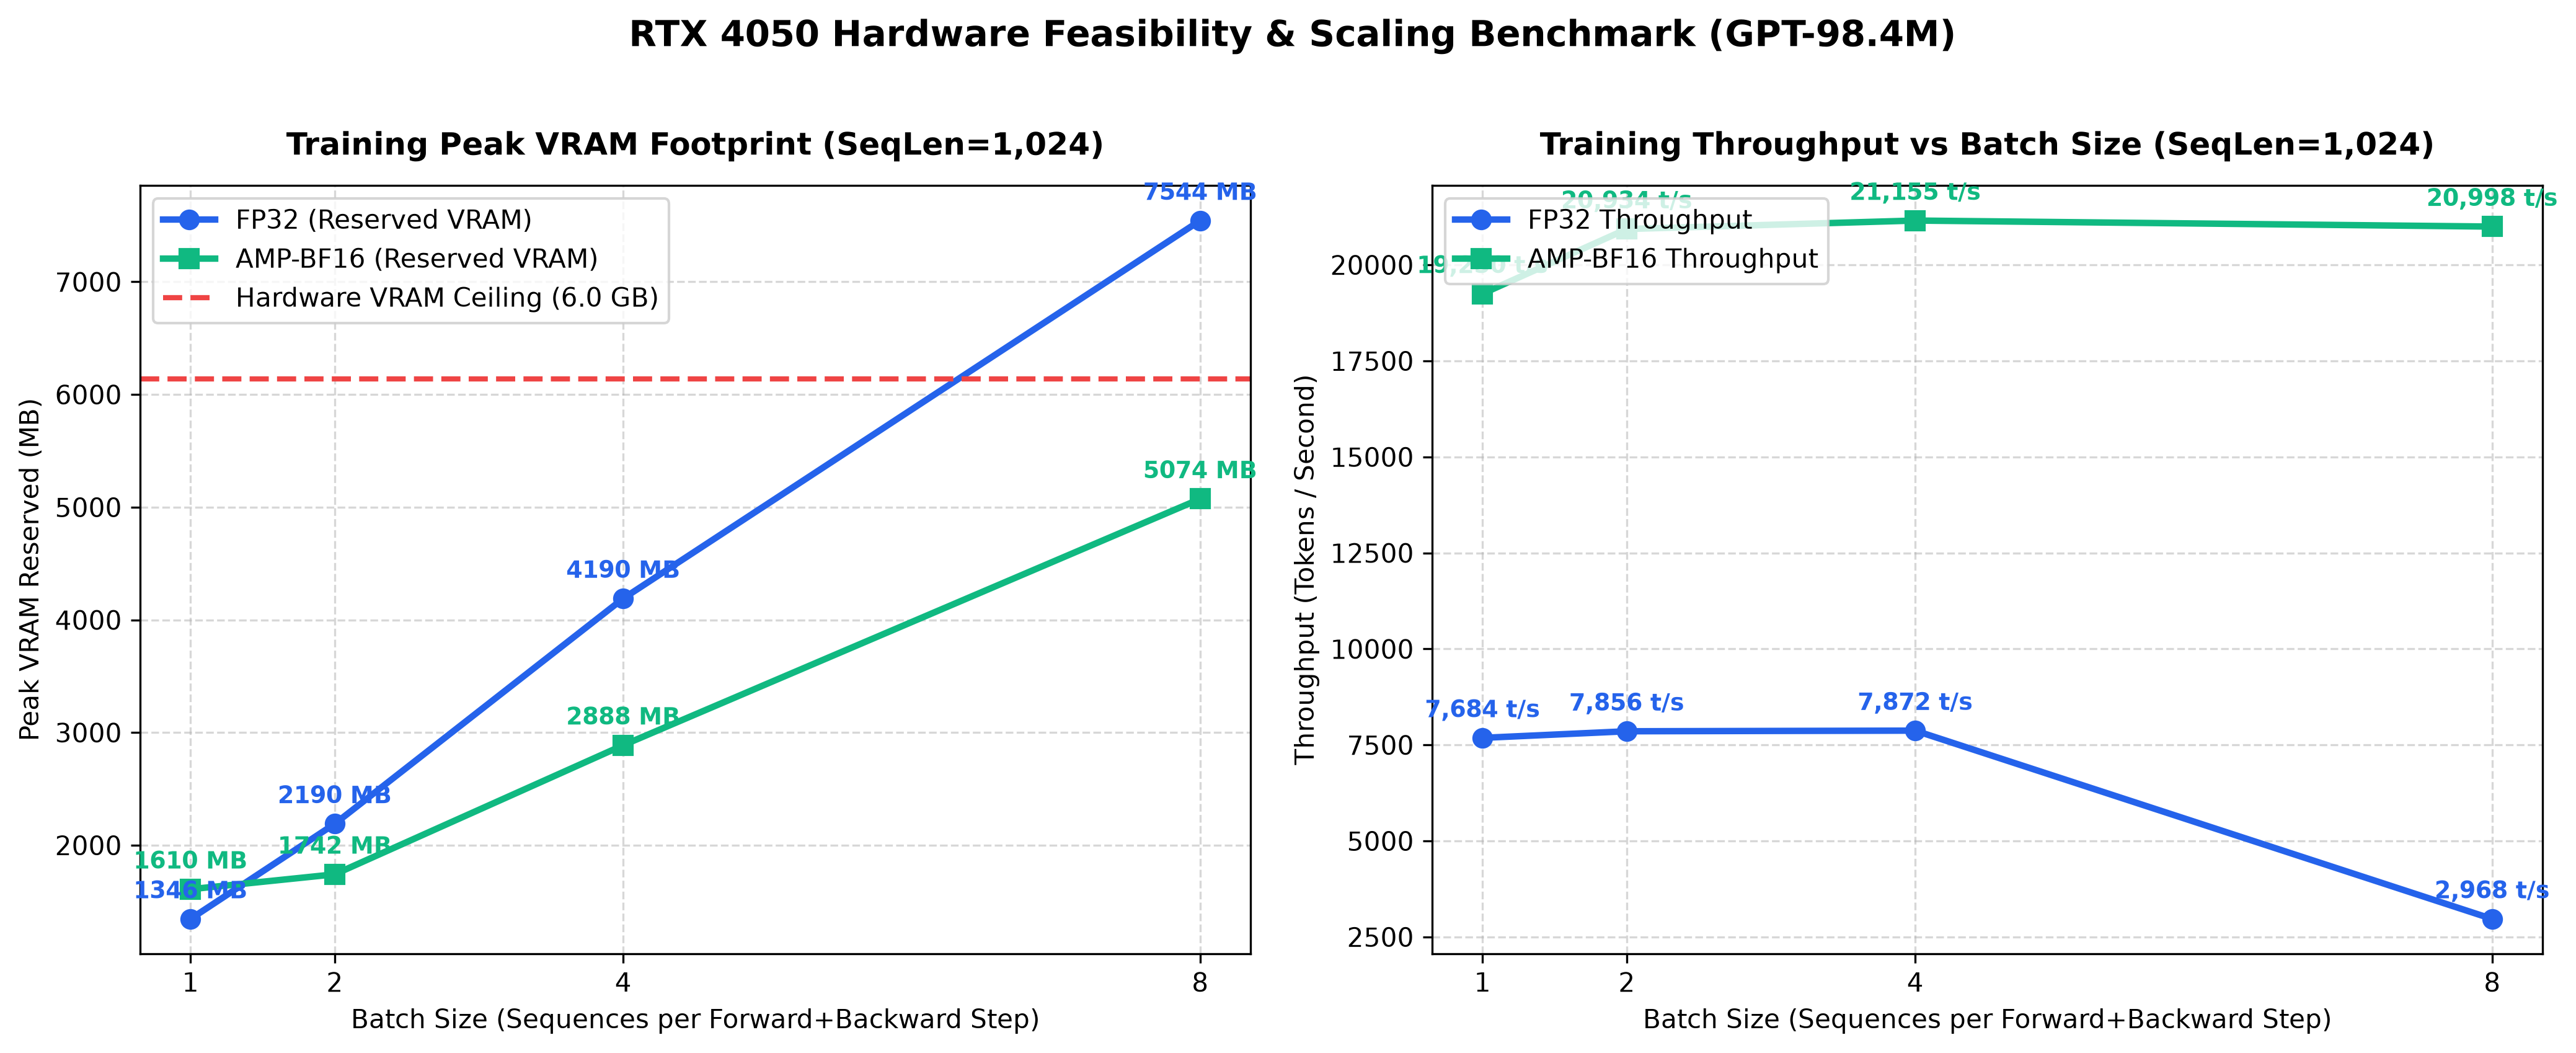 RTX 4050 Hardware Feasibility & Scaling Benchmark (GPT-98.4M)
Training Peak VRAM Footprint (SeqLen=1,024)
FP32 (Reserved VRAM)
AMP-BF16 (Reserved VRAM)
Hardware VRAM Ceiling (6.0 GB)
7544 MB
5074 MB
4190 MB
2888 MB
2190 MB
1742 MB
1610 MB
1346 MB
7000
6000
5000
4000
3000
2000
Peak VRAM Reserved (MB)
1 2 4 8
Batch Size (Sequences per Forward+Backward Step)
Training Throughput vs Batch Size (SeqLen=1,024)
FP32 Throughput
AMP-BF16 Throughput
20,934 t/s
21,155 t/s
20,998 t/s
7,684 t/s
7,856 t/s
7,872 t/s
2,968 t/s
20000
17500
15000
12500
10000
7500
5000
2500
Throughput (Tokens / Second)
1 2 4 8
Batch Size (Sequences per Forward+Backward Step)